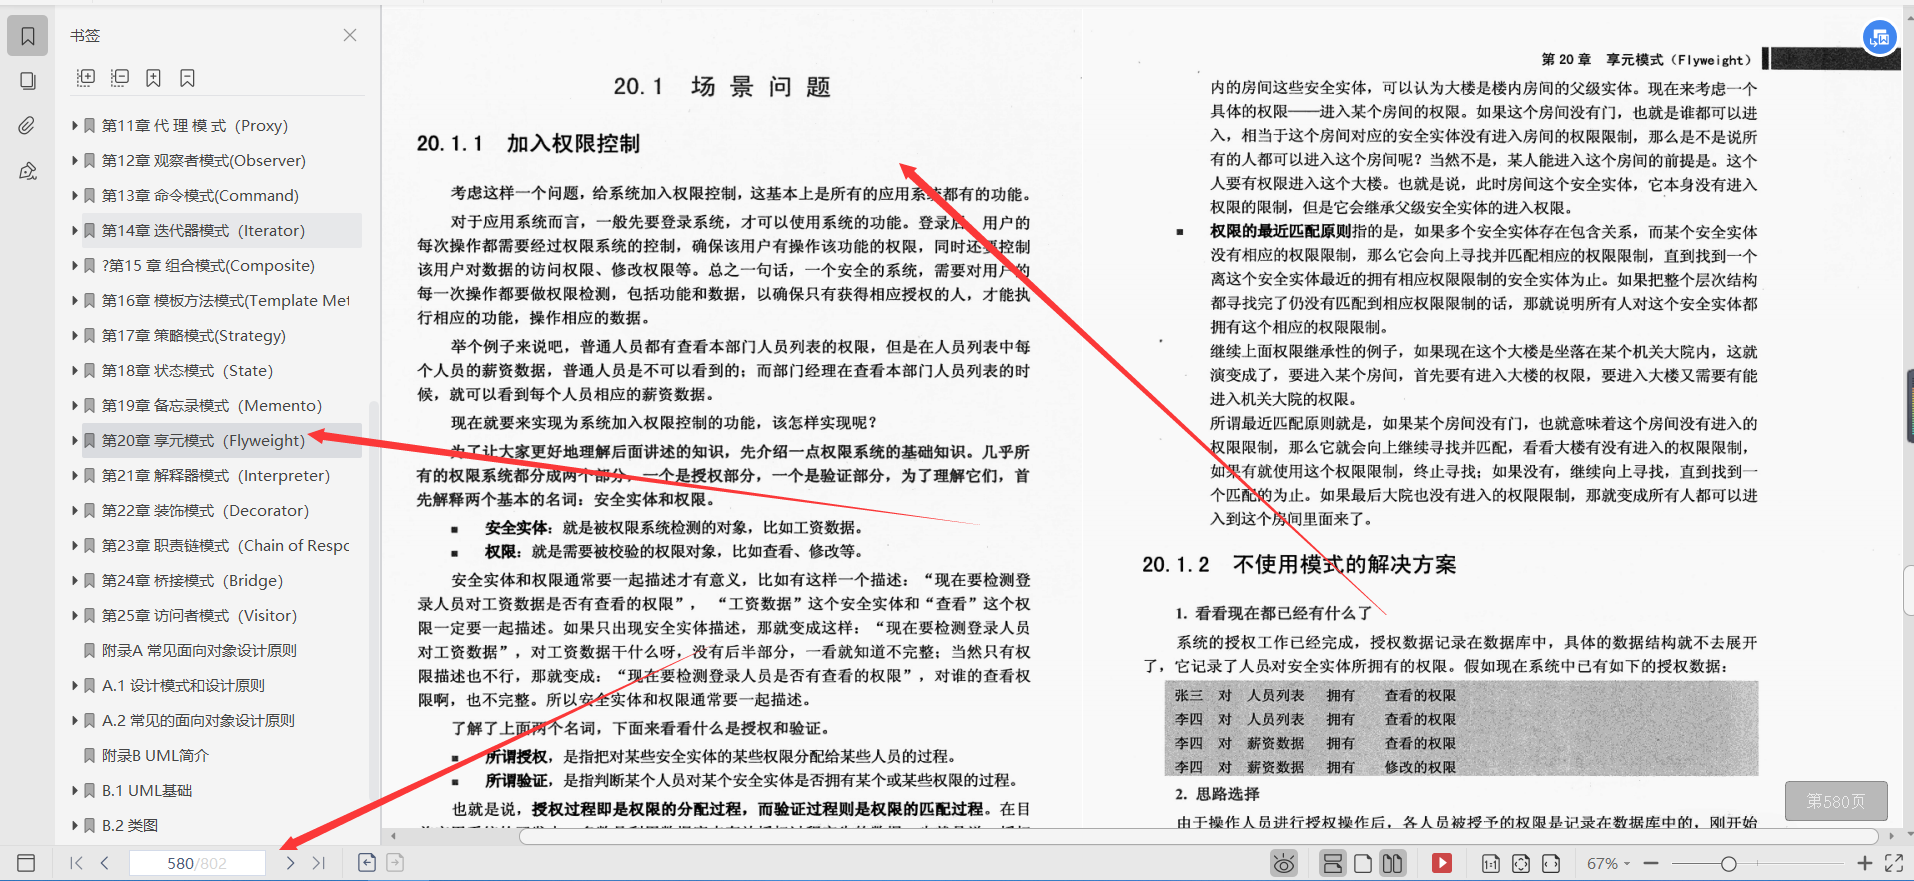 书签
第11章 代 理 模 式（Proxy)
第12章 观察者模式(Observer)
第13章 命令模式(Command)
第14章 迭代器模式（Iterator）
?第15 章 组合模式(Composite)
第16章 模板方法模式(Template Met
第17章 策略模式(Strategy)
第18章 状态模式（State）
第19章 备忘录模式（Memento）
第20章 享元模式（Flyweight）
第21章 解释器模式（Interpreter）
第22章 装饰模式（Decorator）
第23章 职责链模式（Chain of Respo
第24章 桥接模式（Bridge）
第25章 访问者模式（Visitor）
附录A 常见面向对象设计原则
A.1 设计模式和设计原则
A.2 常见的面向对象设计原则
附录B UML简介
B.1 UML基础
B.2 类图
20.1 场景问题
20.1.1 加入权限控制
考虑这样一个问题，给系统加入权限控制，这基本上是所有的应用系统都有的功能。
对于应用系统而言，一般先要登录系统，才可以使用系统的功能。登录后，用户的
每次操作都需要经过权限系统的控制，确保该用户有操作该功能的权限，同时还要控制
该用户对数据的访问权限、修改权限等。总之一句话，一个安全的系统，需要对用户的
每一次操作都要做权限检测，包括功能和数据，以确保只有获得相应授权的人，才能执
行相应的功能，操作相应的数据。
举个例子来说吧，普通人员都有查看本部门人员列表的权限，但是在人员列表中每
个人员的薪资数据，普通人员是不可以看到的；而部门经理在查看本部门人员列表的时
候，就可以看到每个人员相应的薪资数据。
现在就要来实现为系统加入权限控制的功能，该怎样实现呢？
为了让大家更好地理解后面讲述的知识，先介绍一点权限系统的基础知识。几乎所
有的权限系统都分成两个部分，一个是授权部分，一个是验证部分，为了理解它们，首
先解释两个基本的名词：安全实体和权限。
■ 安全实体：就是被权限系统检测的对象，比如工资数据。
■ 权限：就是需要被校验的权限对象，比如查看、修改等。
安全实体和权限通常要一起描述才有意义，比如有这样一个描述：“现在要检测登
录人员对工资数据是否有查看的权限”，“工资数据”这个安全实体和“查看”这个权
限一定要一起描述。如果只出现安全实体描述，那就变成这样：“现在要检测登录人员
对工资数据”，对工资数据干什么呀，没有后半部分，一看就知道不完整；当然只有权
限描述也不行，那就变成：“现在要检测登录人员是否有查看的权限”，对谁的查看权
限啊，也不完整。所以安全实体和权限通常要一起描述。
了解了上面两个名词，下面来看看什么是授权和验证。
■ 所谓授权，是指把对某些安全实体的某些权限分配给某些人员的过程。
■ 所谓验证，是指判断某个人员对某个安全实体是否拥有某个或某些权限的过程。
也就是说，授权过程即是权限的分配过程，而验证过程则是权限的匹配过程。在目
第 20 章 享元模式（Flyweight）
内的房间这些安全实体，可以认为大楼是楼内房间的父级实体。现在来考虑一个
具体的权限——进入某个房间的权限。如果这个房间没有门，也就是谁都可以进
入，相当于这个房间对应的安全实体没有进入房间的权限限制，那么是不是说所
有的人都可以进入这个房间呢？当然不是，某人能进入这个房间的前提是。这个
人要有权限进入这个大楼。也就是说，此时房间这个安全实体，它本身没有进入
权限的限制，但是它会继承父级安全实体的进入权限。
■ 权限的最近匹配原则指的是，如果多个安全实体存在包含关系，而某个安全实体
没有相应的权限限制，那么它会向上寻找并匹配相应的权限限制，直到找到一个
离这个安全实体最近的拥有相应权限限制的安全实体为止。如果把整个层次结构
都寻找完了仍没有匹配到相应权限限制的话，那就说明所有人对这个安全实体都
拥有这个相应的权限限制。
继续上面权限继承性的例子，如果现在这个大楼是坐落在某个机关大院内，这就
演变成了，要进入某个房间，首先要有进入大楼的权限，要进入大楼又需要有能
进入机关大院的权限。
所谓最近匹配原则就是，如果某个房间没有门，也就意味着这个房间没有进入的
权限限制，那么它就会向上继续寻找并匹配，看看大楼有没有进入的权限限制，
如果有就使用这个权限限制，终止寻找；如果没有，继续向上寻找，直到找到一
个匹配的为止。如果最后大院也没有进入的权限限制，那就变成所有人都可以进
入到这个房间里面来了。
20.1.2 不使用模式的解决方案
1. 看看现在都已经有什么了
系统的授权工作已经完成，授权数据记录在数据库中，具体的数据结构就不去展开
了，它记录了人员对安全实体所拥有的权限。假如现在系统中已有如下的授权数据：
张三 对 人员列表 拥有 查看的权限
李四 对 人员列表 拥有 查看的权限
李四 对 薪资数据 拥有 查看的权限
李四 对 薪资数据 拥有 修改的权限
2. 思路选择
由于操作人员进行授权操作后，各人员被授予的权限是记录在数据库中的，刚开始
第580页
580/802
1:1
67%